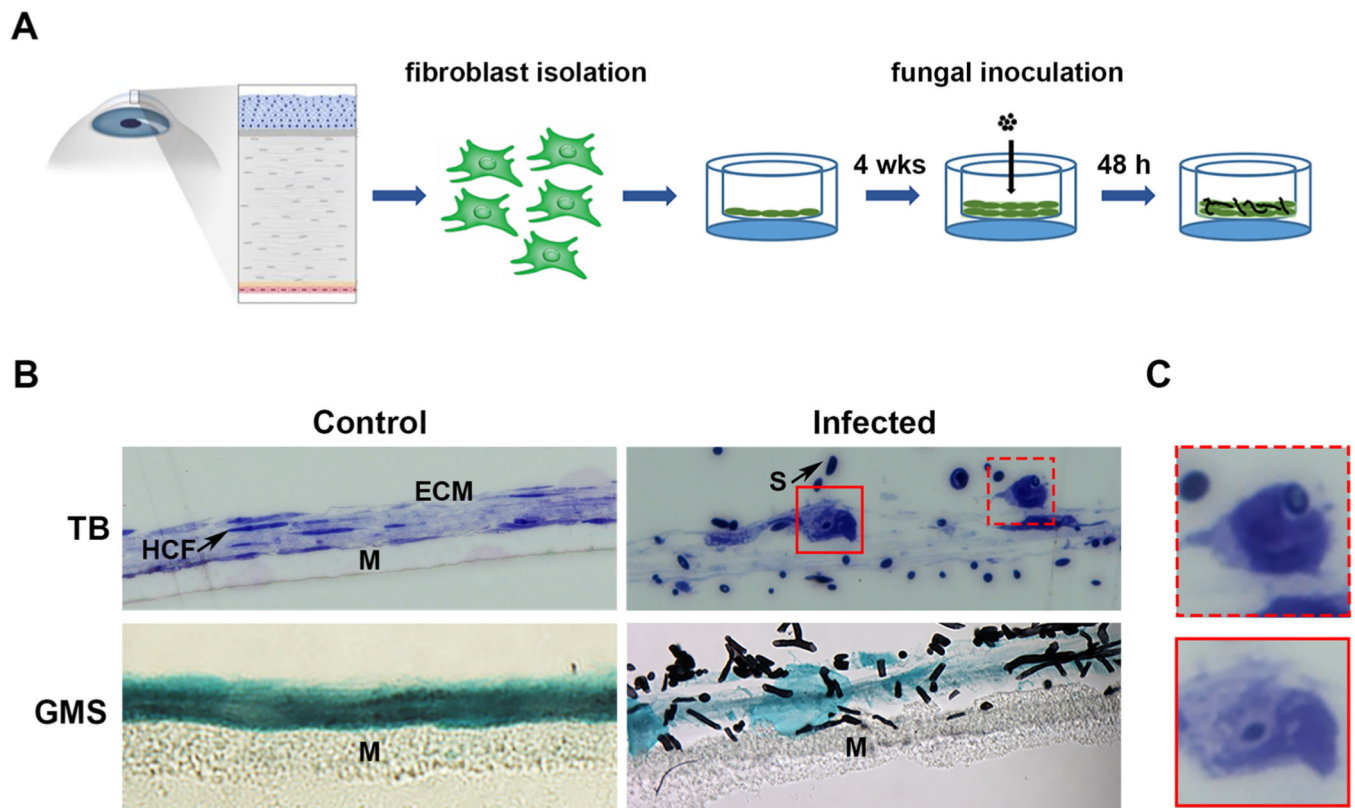 A
fibroblast isolation
fungal inoculation
4 wks
48 h
B
C
Control
Infected
TB
ECM
HCF
M
S
GMS
M
M